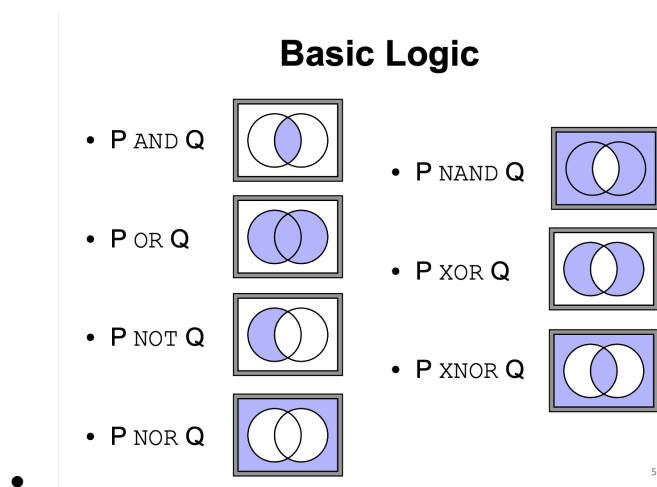 Basic Logic
• P AND Q
• P OR Q
• P NOT Q
• P NOR Q
• P NAND Q
• P XOR Q
• P XNOR Q
5